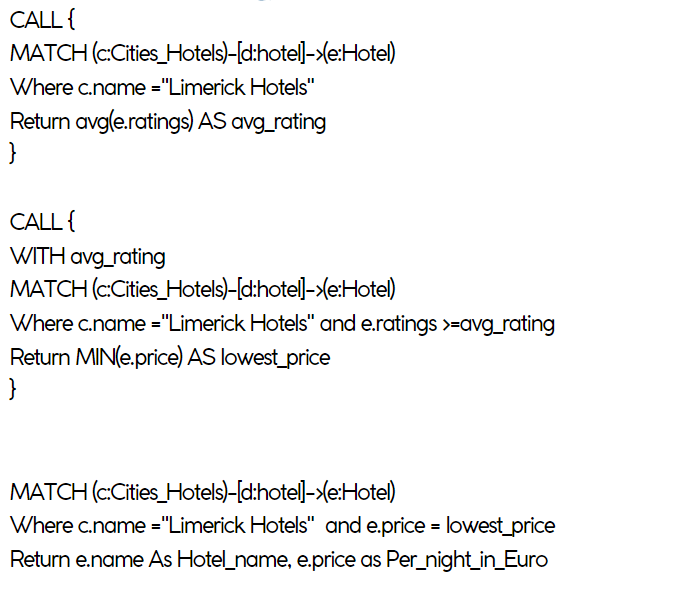 CALL {
MATCH (c:Cities_Hotels)-[d:hotel]->(e:Hotel)
Where c.name ="Limerick Hotels"
Return avg(e.ratings) AS avg_rating
}
CALL {
WITH avg_rating
MATCH (c:Cities_Hotels)-[d:hotel]->(e:Hotel)
Where c.name ="Limerick Hotels" and e.ratings >=avg_rating
Return MIN(e.price) AS lowest_price
}
MATCH (c:Cities_Hotels)-[d:hotel]->(e:Hotel)
Where c.name ="Limerick Hotels"  and e.price = lowest_price
Return e.name As Hotel_name, e.price as Per_night_in_Euro